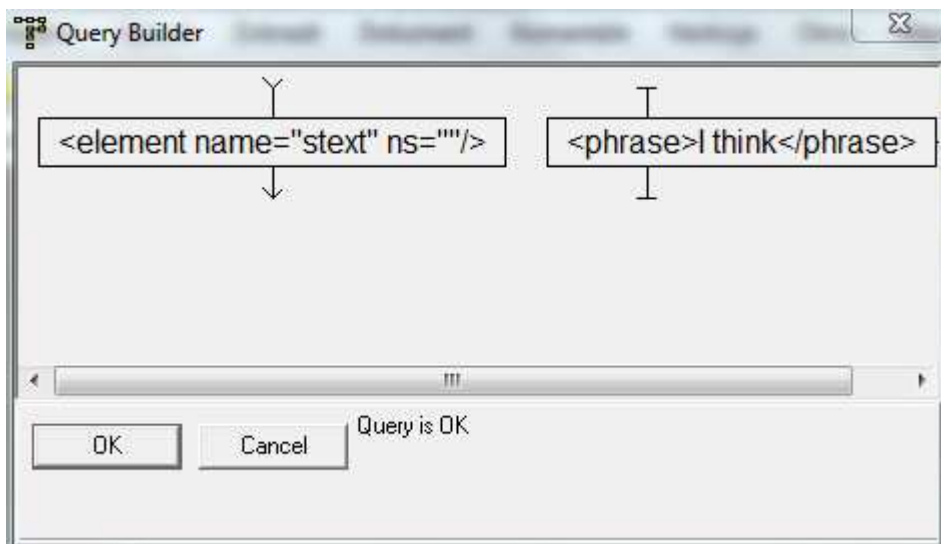 Query Builder
<element name="stext" ns=""/> <phrase>I think</phrase>
OK Cancel Query is OK